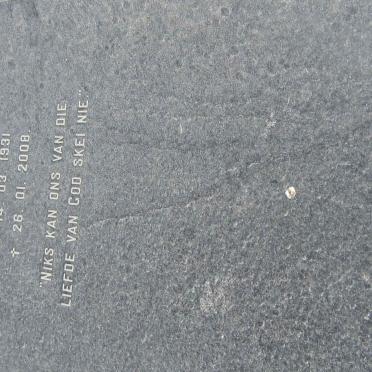 03 1931
† 26. 01. 2008
"NIKS KAN ONS VAN DIE
LIEFDE VAN GOD SKEI NIE"